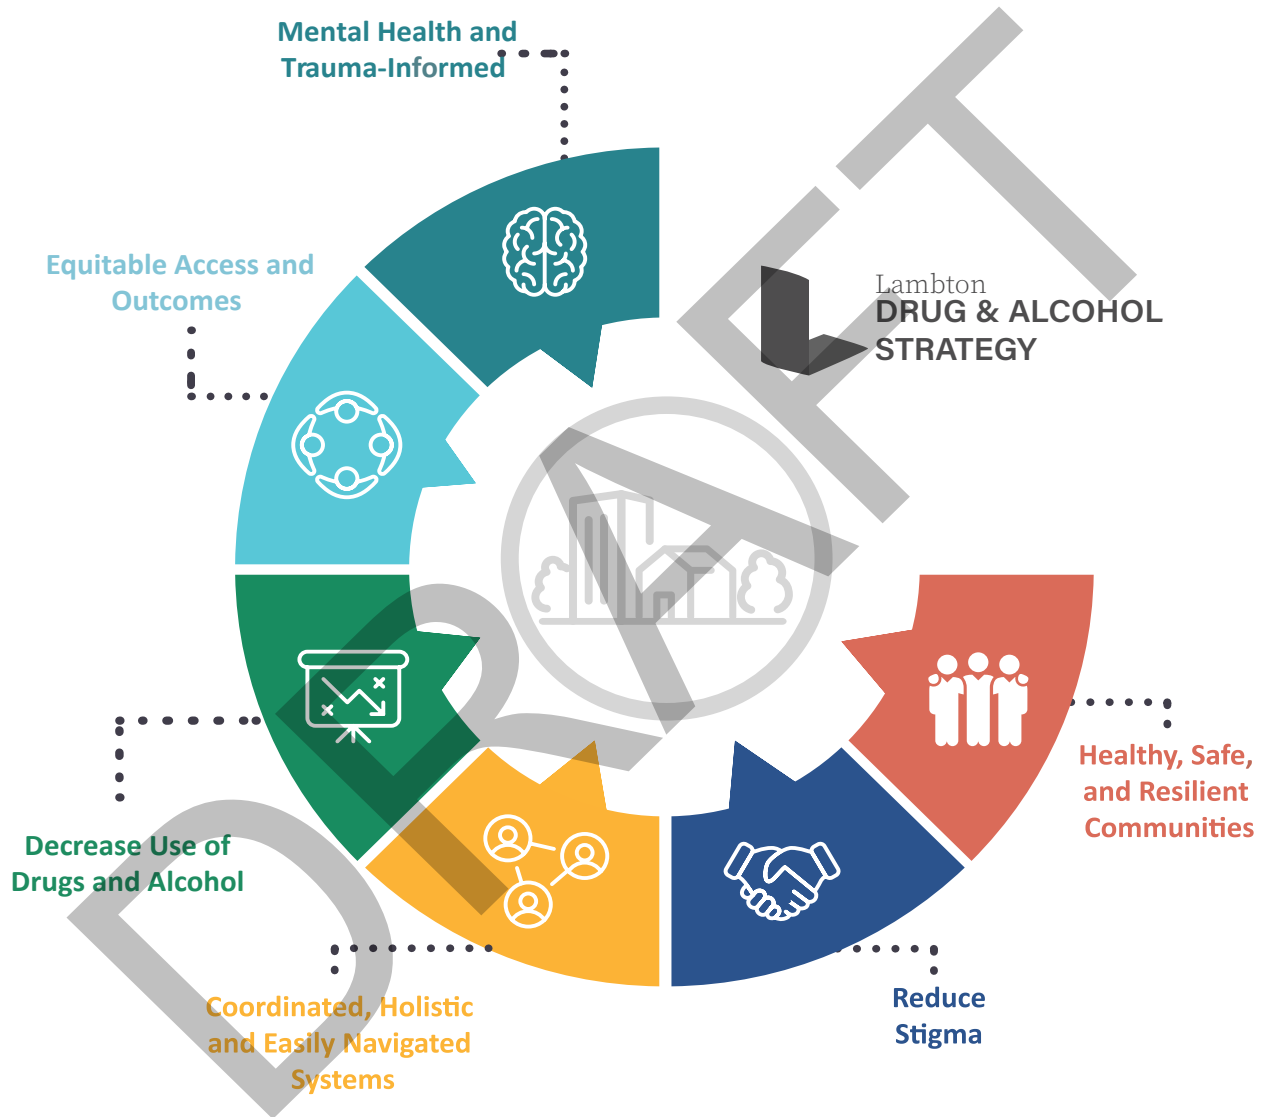 Mental Health and
Trauma-Informed
Equitable Access and
Outcomes
Lambton
DRUG & ALCOHOL
STRATEGY
Healthy, Safe,
and Resilient
Communities
Decrease Use of
Drugs and Alcohol
Coordinated, Holistic
and Easily Navigated
Systems
Reduce
Stigma
DRAFT